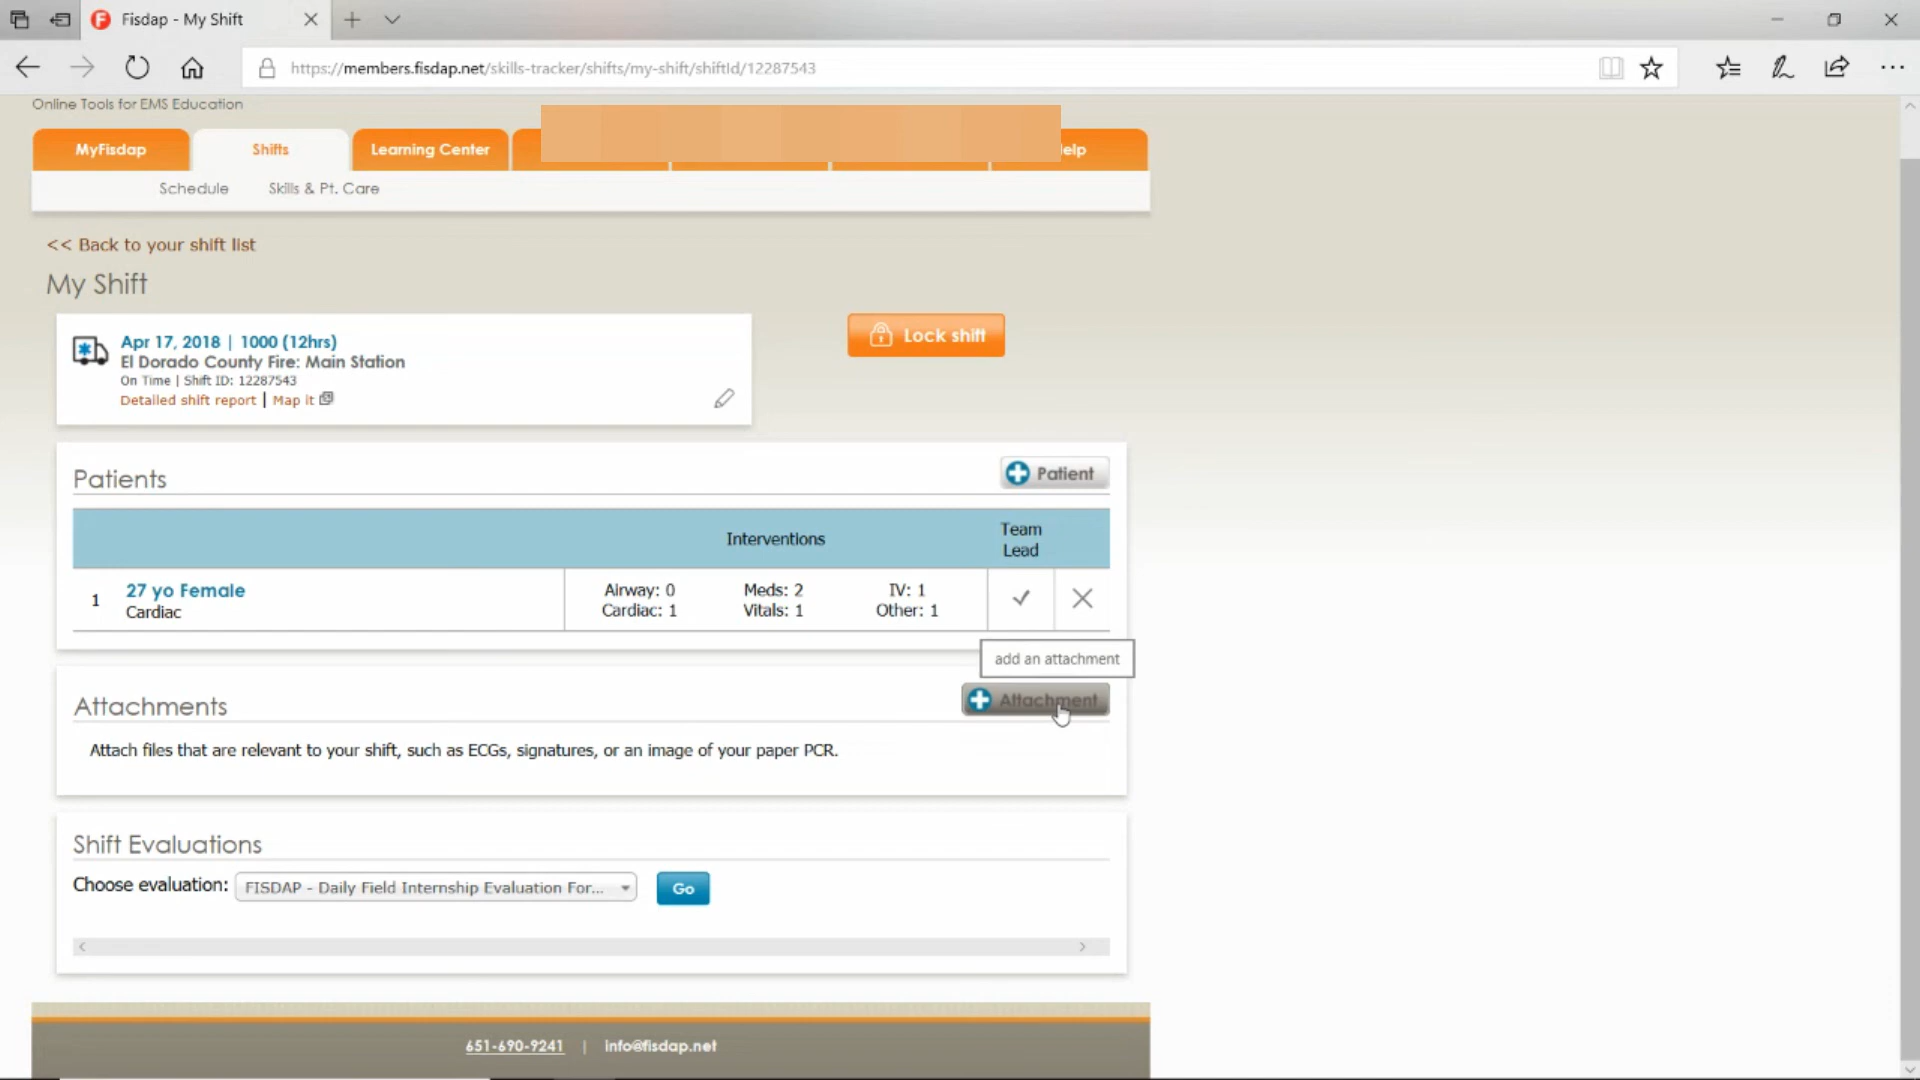 Fisdap - My Shift
https://members.fisdap.net/skills-tracker/shifts/my-shift/shiftId/12287543
Online Tools for EMS Education
MyFisdap
Shifts
Learning Center
Schedule
Skills & Pt. Care
<< Back to your shift list
My Shift
Apr 17, 2018 | 1000 (12hrs)
El Dorado County Fire: Main Station
On Time | Shift ID: 12287543
Detailed shift report | Map it
Lock shift
Patients
Patient
Interventions
Team
Lead
1
27 yo Female
Cardiac
Airway: 0
Cardiac: 1
Meds: 2
Vitals: 1
IV: 1
Other: 1
add an attachment
Attachments
Attachment
Attach files that are relevant to your shift, such as ECGs, signatures, or an image of your paper PCR.
Shift Evaluations
Choose evaluation: FISDAP - Daily Field Internship Evaluation For... Go
651-690-9241 | info@fisdap.net